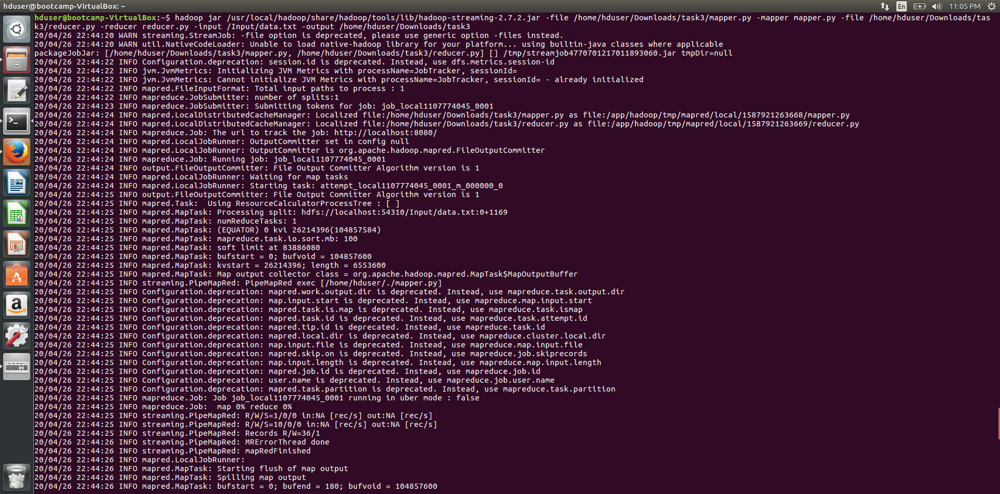 hduser@bootcamp-VirtualBox: ~
En
11:05 PM
hduser@bootcamp-VirtualBox:~$ hadoop jar /usr/local/hadoop/share/hadoop/tools/lib/hadoop-streaming-2.7.2.jar -file /home/hduser/Downloads/task3/mapper.py -mapper mapper.py -file /home/hduser/Downloads/tas
k3/reducer.py -reducer reducer.py -input /Input/data.txt -output /home/hduser/Downloads/task3
20/04/26 22:44:20 WARN streaming.StreamJob: -file option is deprecated, please use generic option -files instead.
20/04/26 22:44:20 WARN util.NativeCodeLoader: Unable to load native-hadoop library for your platform... using builtin-java classes where applicable
packageJobJar: [/home/hduser/Downloads/task3/mapper.py, /home/hduser/Downloads/task3/reducer.py] [] /tmp/streamjob4770701217011893060.jar tmpDir=null
20/04/26 22:44:22 INFO Configuration.deprecation: session.id is deprecated. Instead, use dfs.metrics.session-id
20/04/26 22:44:22 INFO jvm.JvmMetrics: Initializing JVM Metrics with processName=JobTracker, sessionId=
20/04/26 22:44:22 INFO jvm.JvmMetrics: Cannot initialize JVM Metrics with processName=JobTracker, sessionId= - already initialized
20/04/26 22:44:22 INFO mapred.FileInputFormat: Total input paths to process : 1
20/04/26 22:44:22 INFO mapreduce.JobSubmitter: number of splits:1
20/04/26 22:44:23 INFO mapreduce.JobSubmitter: Submitting tokens for job: job_local1107774045_0001
20/04/26 22:44:24 INFO mapred.LocalDistributedCacheManager: Localized file:/home/hduser/Downloads/task3/mapper.py as file:/app/hadoop/tmp/mapred/local/1587921263668/mapper.py
20/04/26 22:44:24 INFO mapred.LocalDistributedCacheManager: Localized file:/home/hduser/Downloads/task3/reducer.py as file:/app/hadoop/tmp/mapred/local/1587921263669/reducer.py
20/04/26 22:44:24 INFO mapreduce.Job: The url to track the job: http://localhost:8080/
20/04/26 22:44:24 INFO mapred.LocalJobRunner: OutputCommitter set in config null
20/04/26 22:44:24 INFO mapred.LocalJobRunner: OutputCommitter is org.apache.hadoop.mapred.FileOutputCommitter
20/04/26 22:44:24 INFO mapreduce.Job: Running job: job_local1107774045_0001
20/04/26 22:44:24 INFO output.FileOutputCommitter: File Output Committer Algorithm version is 1
20/04/26 22:44:24 INFO mapred.LocalJobRunner: Waiting for map tasks
20/04/26 22:44:24 INFO mapred.LocalJobRunner: Starting task: attempt_local1107774045_0001_m_000000_0
20/04/26 22:44:25 INFO output.FileOutputCommitter: File Output Committer Algorithm version is 1
20/04/26 22:44:25 INFO mapred.Task:  Using ResourceCalculatorProcessTree : [ ]
20/04/26 22:44:25 INFO mapred.MapTask: Processing split: hdfs://localhost:54310/Input/data.txt:0+1169
20/04/26 22:44:25 INFO mapred.MapTask: numReduceTasks: 1
20/04/26 22:44:25 INFO mapred.MapTask: (EQUATOR) 0 kvi 26214396(104857584)
20/04/26 22:44:25 INFO mapred.MapTask: mapreduce.task.io.sort.mb: 100
20/04/26 22:44:25 INFO mapred.MapTask: soft limit at 83886080
20/04/26 22:44:25 INFO mapred.MapTask: bufstart = 0; bufvoid = 104857600
20/04/26 22:44:25 INFO mapred.MapTask: kvstart = 26214396; length = 6553600
20/04/26 22:44:25 INFO mapred.MapTask: Map output collector class = org.apache.hadoop.mapred.MapTask$MapOutputBuffer
20/04/26 22:44:25 INFO streaming.PipeMapRed: PipeMapRed exec [/home/hduser/./mapper.py]
20/04/26 22:44:25 INFO Configuration.deprecation: mapred.work.output.dir is deprecated. Instead, use mapreduce.task.output.dir
20/04/26 22:44:25 INFO Configuration.deprecation: map.input.start is deprecated. Instead, use mapreduce.map.input.start
20/04/26 22:44:25 INFO Configuration.deprecation: mapred.task.is.map is deprecated. Instead, use mapreduce.task.ismap
20/04/26 22:44:25 INFO Configuration.deprecation: mapred.task.id is deprecated. Instead, use mapreduce.task.attempt.id
20/04/26 22:44:25 INFO Configuration.deprecation: mapred.tip.id is deprecated. Instead, use mapreduce.task.id
20/04/26 22:44:25 INFO Configuration.deprecation: mapred.local.dir is deprecated. Instead, use mapreduce.cluster.local.dir
20/04/26 22:44:25 INFO Configuration.deprecation: map.input.file is deprecated. Instead, use mapreduce.map.input.file
20/04/26 22:44:25 INFO Configuration.deprecation: mapred.skip.on is deprecated. Instead, use mapreduce.job.skiprecords
20/04/26 22:44:25 INFO Configuration.deprecation: map.input.length is deprecated. Instead, use mapreduce.map.input.length
20/04/26 22:44:25 INFO Configuration.deprecation: mapred.job.id is deprecated. Instead, use mapreduce.job.id
20/04/26 22:44:25 INFO Configuration.deprecation: user.name is deprecated. Instead, use mapreduce.job.user.name
20/04/26 22:44:25 INFO Configuration.deprecation: mapred.task.partition is deprecated. Instead, use mapreduce.task.partition
20/04/26 22:44:25 INFO mapreduce.Job: Job job_local1107774045_0001 running in uber mode : false
20/04/26 22:44:25 INFO mapreduce.Job:  map 0% reduce 0%
20/04/26 22:44:25 INFO streaming.PipeMapRed: R/W/S=1/0/0 in:NA [rec/s] out:NA [rec/s]
20/04/26 22:44:25 INFO streaming.PipeMapRed: R/W/S=10/0/0 in:NA [rec/s] out:NA [rec/s]
20/04/26 22:44:25 INFO streaming.PipeMapRed: Records R/W=36/1
20/04/26 22:44:26 INFO streaming.PipeMapRed: MRErrorThread done
20/04/26 22:44:26 INFO streaming.PipeMapRed: mapRedFinished
20/04/26 22:44:26 INFO mapred.LocalJobRunner:
20/04/26 22:44:26 INFO mapred.MapTask: Starting flush of map output
20/04/26 22:44:26 INFO mapred.MapTask: Spilling map output
20/04/26 22:44:26 INFO mapred.MapTask: bufstart = 0; bufend = 180; bufvoid = 104857600